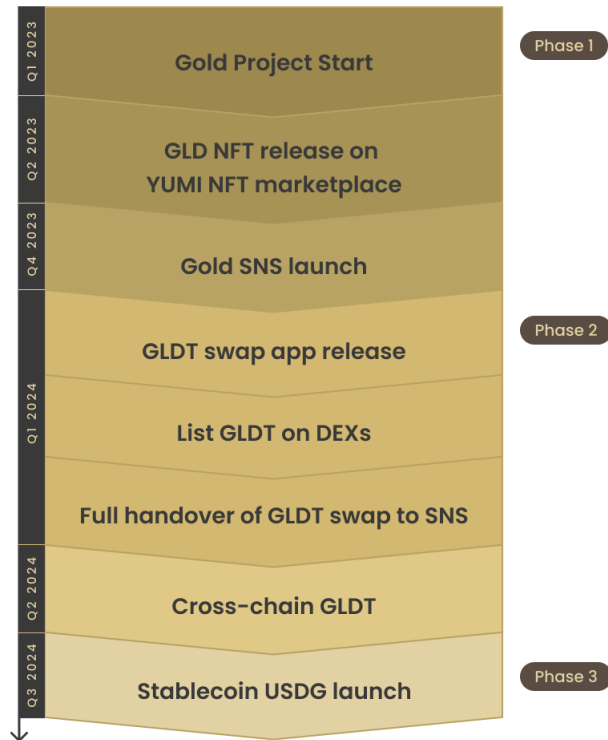 Q1 2023
Gold Project Start
Phase 1
Q2 2023
GLD NFT release on
YUMI NFT marketplace
Q4 2023
Gold SNS launch
Q1 2024
GLDT swap app release
Phase 2
List GLDT on DEXs
Full handover of GLDT swap to SNS
Q2 2024
Cross-chain GLDT
Q3 2024
Stablecoin USDG launch
Phase 3